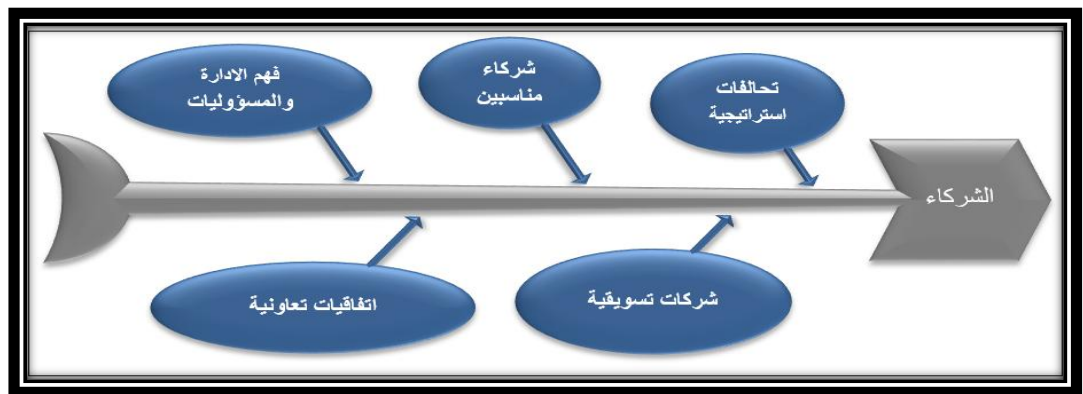 تحالفات
استراتيجية
شركاء
مناسبين
فهم الادارة
والمسؤوليات
الشركاء
شركات تسويقية
اتفاقيات تعاونية